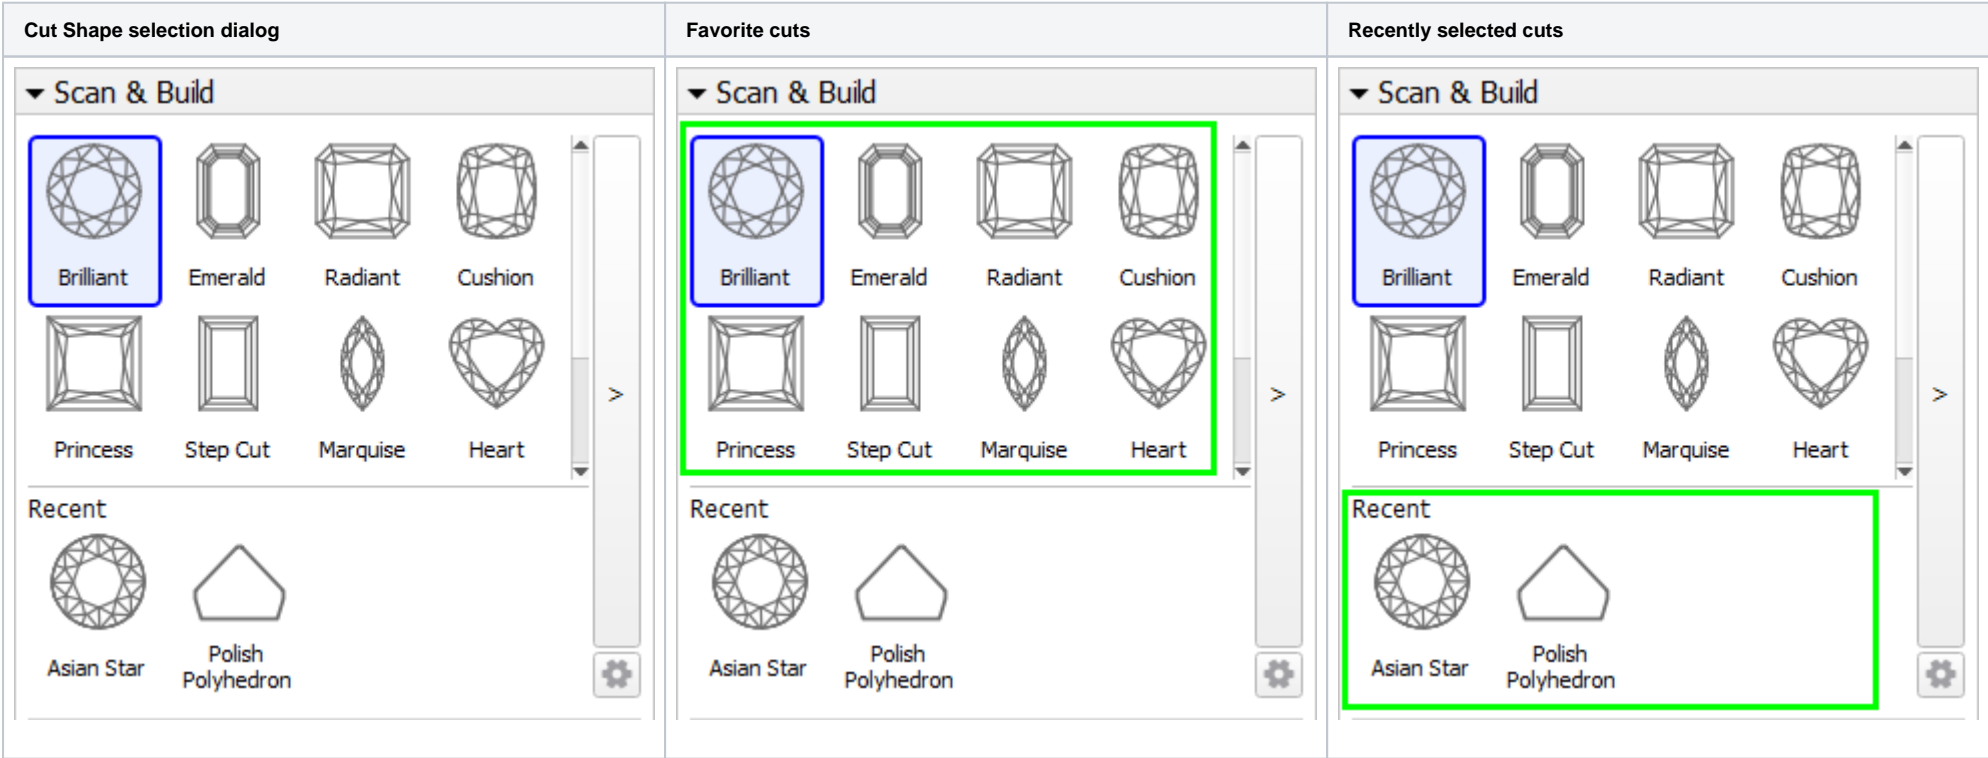 Cut Shape selection dialog
Favorite cuts
Recently selected cuts
Scan & Build
Brilliant
Emerald
Radiant
Cushion
Princess
Step Cut
Marquise
Heart
>
Recent
Asian Star
Polish
Polyhedron
Scan & Build
Brilliant
Emerald
Radiant
Cushion
Princess
Step Cut
Marquise
Heart
>
Recent
Asian Star
Polish
Polyhedron
Scan & Build
Brilliant
Emerald
Radiant
Cushion
Princess
Step Cut
Marquise
Heart
>
Recent
Asian Star
Polish
Polyhedron